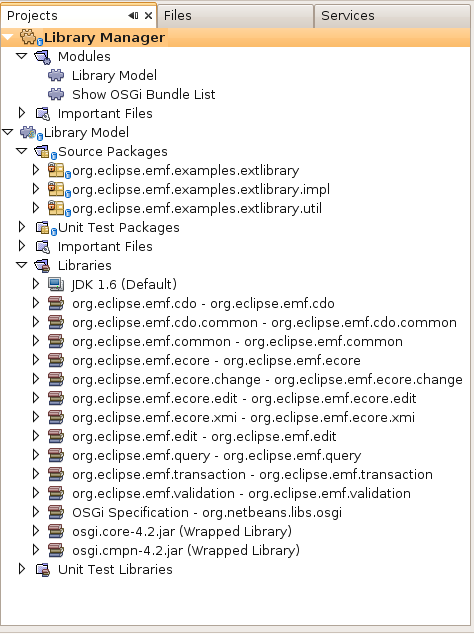 Projects
Files
Services
Library Manager
Modules
Library Model
Show OSGi Bundle List
Important Files
Library Model
Source Packages
org.eclipse.emf.examples.extlibrary
org.eclipse.emf.examples.extlibrary.impl
org.eclipse.emf.examples.extlibrary.util
Unit Test Packages
Important Files
Libraries
JDK 1.6 (Default)
org.eclipse.emf.cdo - org.eclipse.emf.cdo
org.eclipse.emf.cdo.common - org.eclipse.emf.cdo.common
org.eclipse.emf.common - org.eclipse.emf.common
org.eclipse.emf.ecore - org.eclipse.emf.ecore
org.eclipse.emf.ecore.change - org.eclipse.emf.ecore.change
org.eclipse.emf.ecore.edit - org.eclipse.emf.ecore.edit
org.eclipse.emf.ecore.xmi - org.eclipse.emf.ecore.xmi
org.eclipse.emf.edit - org.eclipse.emf.edit
org.eclipse.emf.query - org.eclipse.emf.query
org.eclipse.emf.transaction - org.eclipse.emf.transaction
org.eclipse.emf.validation - org.eclipse.emf.validation
OSGi Specification - org.netbeans.libs.osgi
osgi.core-4.2.jar (Wrapped Library)
osgi.cmpn-4.2.jar (Wrapped Library)
Unit Test Libraries